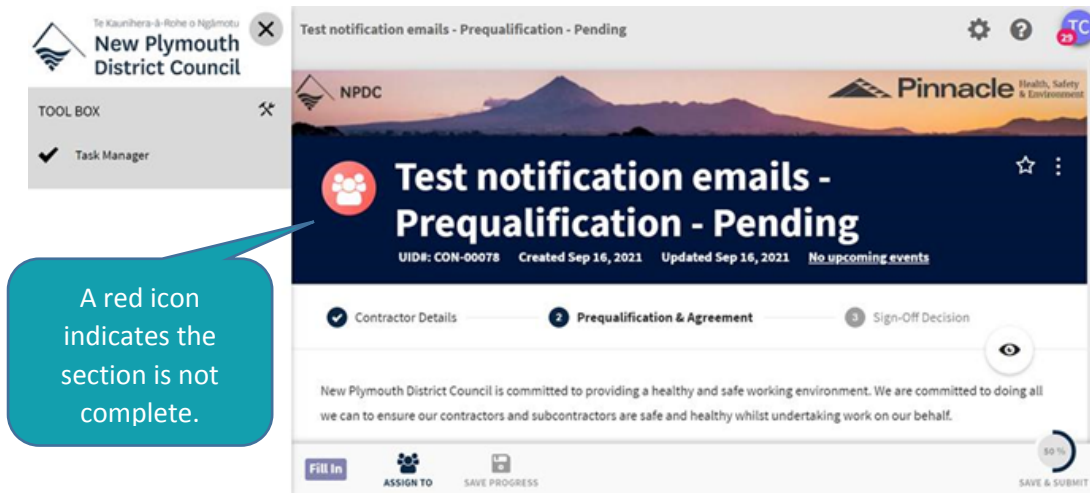 Te Kaunihera-ā-Rohe o Ngāmotu
New Plymouth
District Council
TOOL BOX
Task Manager
A red icon
indicates the
section is not
complete.
Test notification emails - Prequalification - Pending
29
TC
NPDC
Pinnacle Health, Safety
& Environment
Test notification emails -
Prequalification - Pending
UID#: CON-00078 Created Sep 16, 2021 Updated Sep 16, 2021 No upcoming events
Contractor Details 2 Prequalification & Agreement 3 Sign-Off Decision
New Plymouth District Council is committed to providing a healthy and safe working environment. We are committed to doing all
we can to ensure our contractors and subcontractors are safe and healthy whilst undertaking work on our behalf.
Fill In ASSIGN TO SAVE PROGRESS
50 %
SAVE & SUBMIT